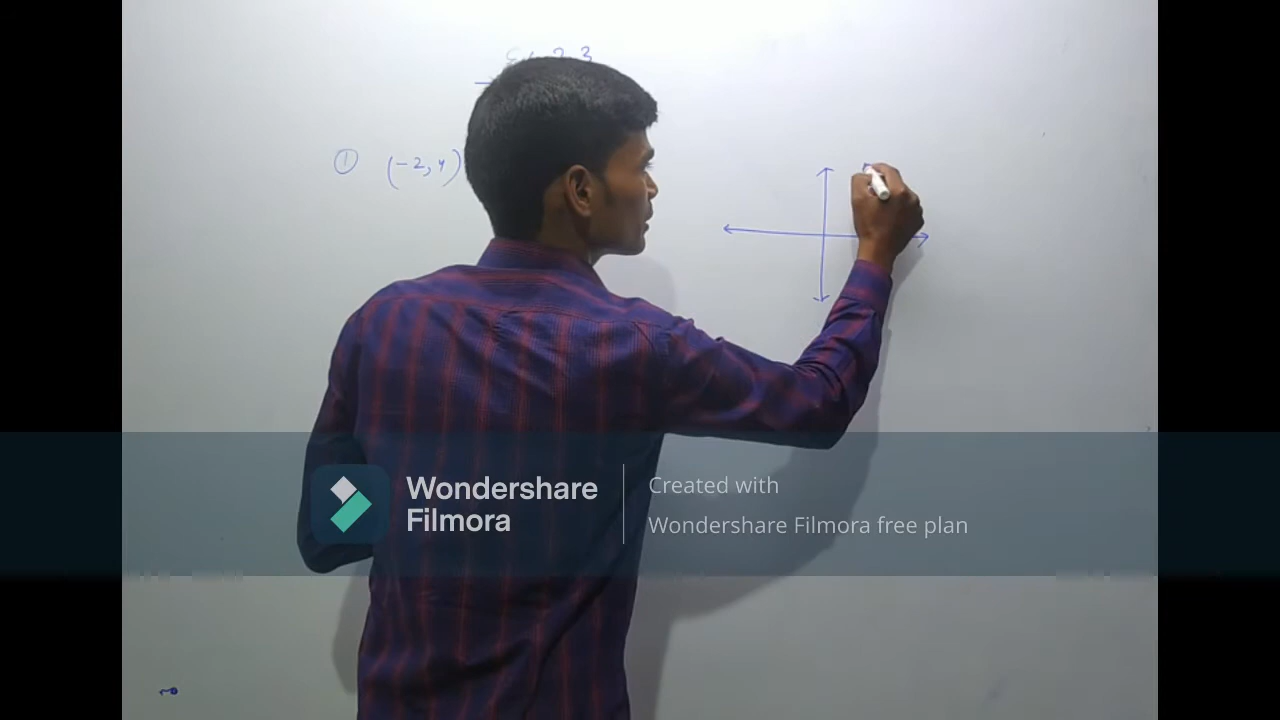 ① (-2,4)
Wondershare
Filmora
Created with
Wondershare Filmora free plan